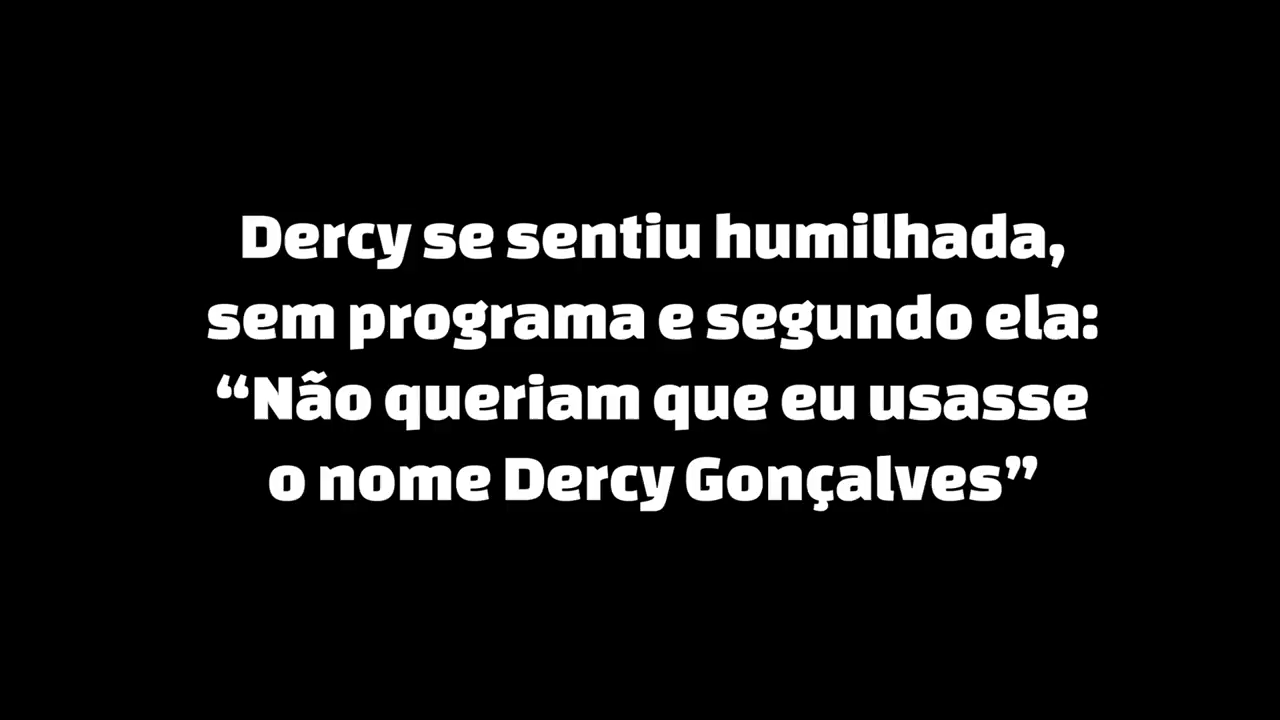 Dercy se sentiu humilhada,
sem programa e segundo ela:
“Não queriam que eu usasse
o nome Dercy Gonçalves”